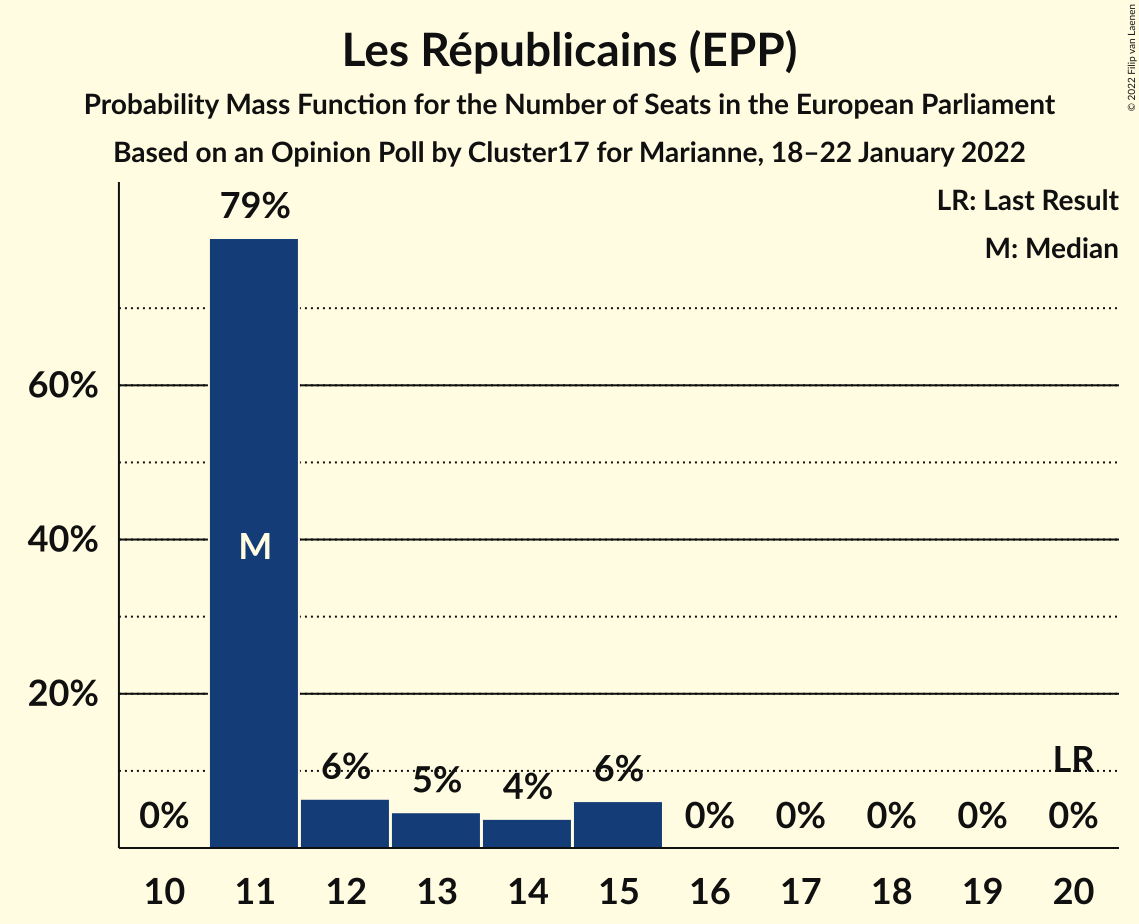 © 2022 Filip van Laenen
Les Républicains (EPP)
Probability Mass Function for the Number of Seats in the European Parliament
Based on an Opinion Poll by Cluster17 for Marianne, 18–22 January 2022
LR: Last Result
M: Median
79%
60%
40%
20%
M
0%
6%
5%
4%
6%
0%
0%
0%
0%
LR
0%
10 11 12 13 14 15 16 17 18 19 20